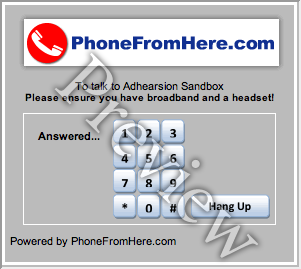 PhoneFromHere.com
To talk to Adhearsion Sandbox
Please ensure you have broadband and a headset!
Answered...
1 2 3
4 5 6
7 8 9
* 0 #
Hang Up
Powered by PhoneFromHere.com
Preview